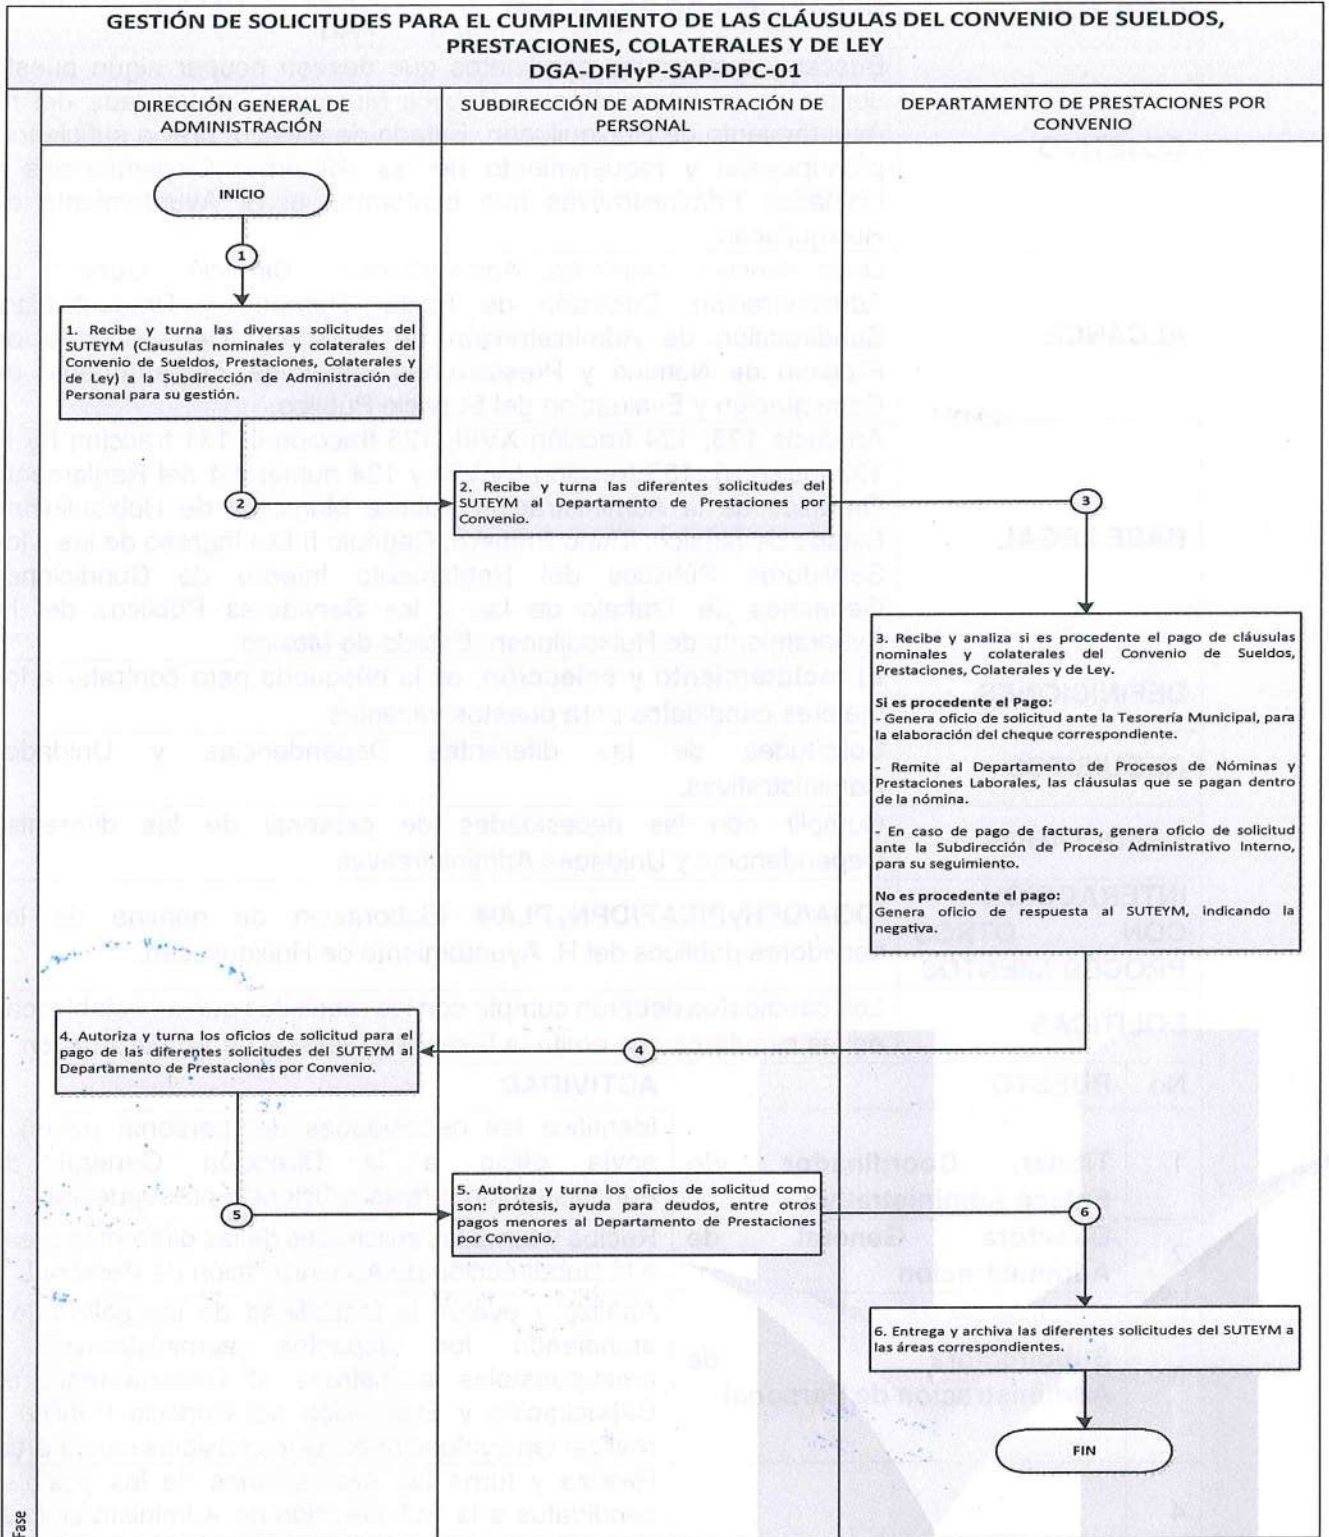 GESTIÓN DE SOLICITUDES PARA EL CUMPLIMIENTO DE LAS CLÁUSULAS DEL CONVENIO DE SUELDOS,
PRESTACIONES, COLATERALES Y DE LEY
DGA-DFHyP-SAP-DPC-01
DIRECCIÓN GENERAL DE
ADMINISTRACIÓN
SUBDIRECCIÓN DE ADMINISTRACIÓN DE
PERSONAL
DEPARTAMENTO DE PRESTACIONES POR
CONVENIO
INICIO
1
1. Recibe y turna las diversas solicitudes del
SUTEYM (Clausulas nominales y colaterales del
Convenio de Sueldos, Prestaciones, Colaterales y
de Ley) a la Subdirección de Administración de
Personal para su gestión.
2
2. Recibe y turna las diferentes solicitudes del
SUTEYM al Departamento de Prestaciones por
Convenio.
3
3. Recibe y analiza si es procedente el pago de cláusulas
nominales y colaterales del Convenio de Sueldos,
Prestaciones, Colaterales y de Ley.
Si es procedente el Pago:
- Genera oficio de solicitud ante la Tesorería Municipal, para
la elaboración del cheque correspondiente.
- Remite al Departamento de Procesos de Nóminas y
Prestaciones Laborales, las cláusulas que se pagan dentro
de la nómina.
- En caso de pago de facturas, genera oficio de solicitud
ante la Subdirección de Proceso Administrativo Interno,
para su seguimiento.
No es procedente el pago:
Genera oficio de respuesta al SUTEYM, indicando la
negativa.
4
4. Autoriza y turna los oficios de solicitud para el
pago de las diferentes solicitudes del SUTEYM al
Departamento de Prestaciones por Convenio.
5
5. Autoriza y turna los oficios de solicitud como
son: prótesis, ayuda para deudos, entre otros
pagos menores al Departamento de Prestaciones
por Convenio.
6
6. Entrega y archiva las diferentes solicitudes del SUTEYM a
las áreas correspondientes.
FIN
Fase